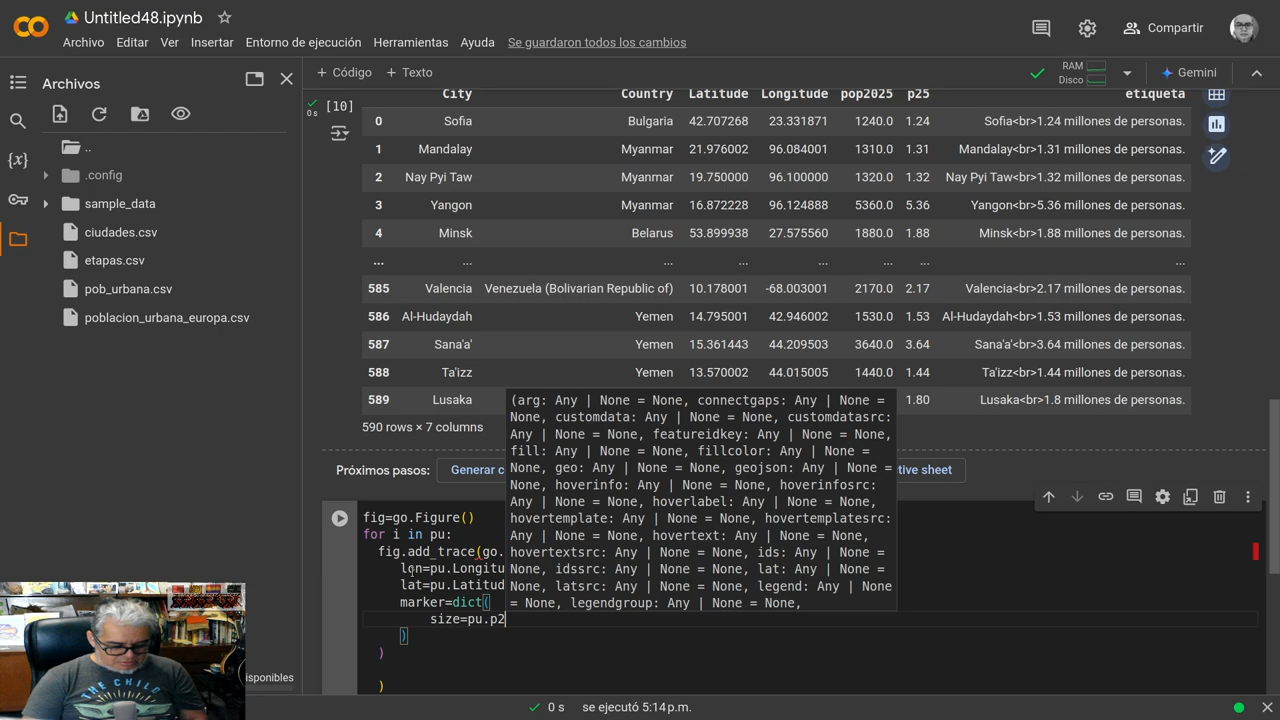 Untitled48.ipynb
Compartir
Archivo Editar Ver Insertar Entorno de ejecución Herramientas Ayuda Se guardaron todos los cambios
Archivos
+ Código + Texto
RAM
Disco
Gemini
..
.config
sample_data
ciudades.csv
etapas.csv
pob_urbana.csv
poblacion_urbana_europa.csv
{x}
[10]
0 s
City Country Latitude Longitude pop2025 p25 etiqueta
0 Sofia Bulgaria 42.707268 23.331871 1240.0 1.24 Sofia<br>1.24 millones de personas.
1 Mandalay Myanmar 21.976002 96.084001 1310.0 1.31 Mandalay<br>1.31 millones de personas.
2 Nay Pyi Taw Myanmar 19.750000 96.100000 1320.0 1.32 Nay Pyi Taw<br>1.32 millones de personas.
3 Yangon Myanmar 16.872228 96.124888 5360.0 5.36 Yangon<br>5.36 millones de personas.
4 Minsk Belarus 53.899938 27.575560 1880.0 1.88 Minsk<br>1.88 millones de personas.
... ... ... ... ... ... ... ...
585 Valencia Venezuela (Bolivarian Republic of) 10.178001 -68.003001 2170.0 2.17 Valencia<br>2.17 millones de personas.
586 Al-Hudaydah Yemen 14.795001 42.946002 1530.0 1.53 Al-Hudaydah<br>1.53 millones de personas.
587 Sana'a' Yemen 15.361443 44.209503 3640.0 3.64 Sana'a'<br>3.64 millones de personas.
588 Ta'izz Yemen 13.570002 44.015005 1440.0 1.44 Ta'izz<br>1.44 millones de personas.
589 Lusaka 1.80 Lusaka<br>1.8 millones de personas.
590 rows × 7 columns
Próximos pasos: Generar c
ctive sheet
(arg: Any | None = None, connectgaps: Any | None =
None, customdata: Any | None = None, customdatasrc:
Any | None = None, featureidkey: Any | None = None,
fill: Any | None = None, fillcolor: Any | None =
None, geo: Any | None = None, geojson: Any | None =
None, hoverinfo: Any | None = None, hoverinfosrc:
Any | None = None, hoverlabel: Any | None = None,
hovertemplate: Any | None = None, hovertemplatesrc:
Any | None = None, hovertext: Any | None = None,
hovertextsrc: Any | None = None, ids: Any | None =
None, idssrc: Any | None = None, lat: Any | None =
None, latsrc: Any | None = None, legend: Any | None
= None, legendgroup: Any | None = None,
fig=go.Figure()
for i in pu:
fig.add_trace(go.
lon=pu.Longitu
lat=pu.Latitud
marker=dict(
size=pu.p2
)
)
)
THE CHILD
isponibles
0 s se ejecutó 5:14 p.m.